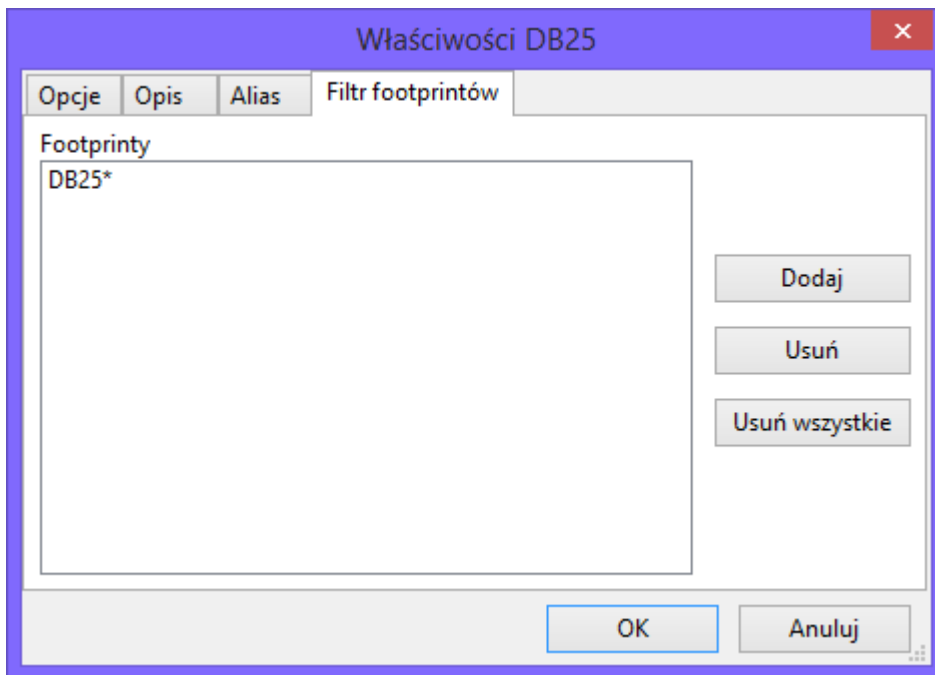 Właściwości DB25
Opcje Opis Alias Filtr footprintów
Footprinty
DB25*
Dodaj
Usuń
Usuń wszystkie
OK Anuluj